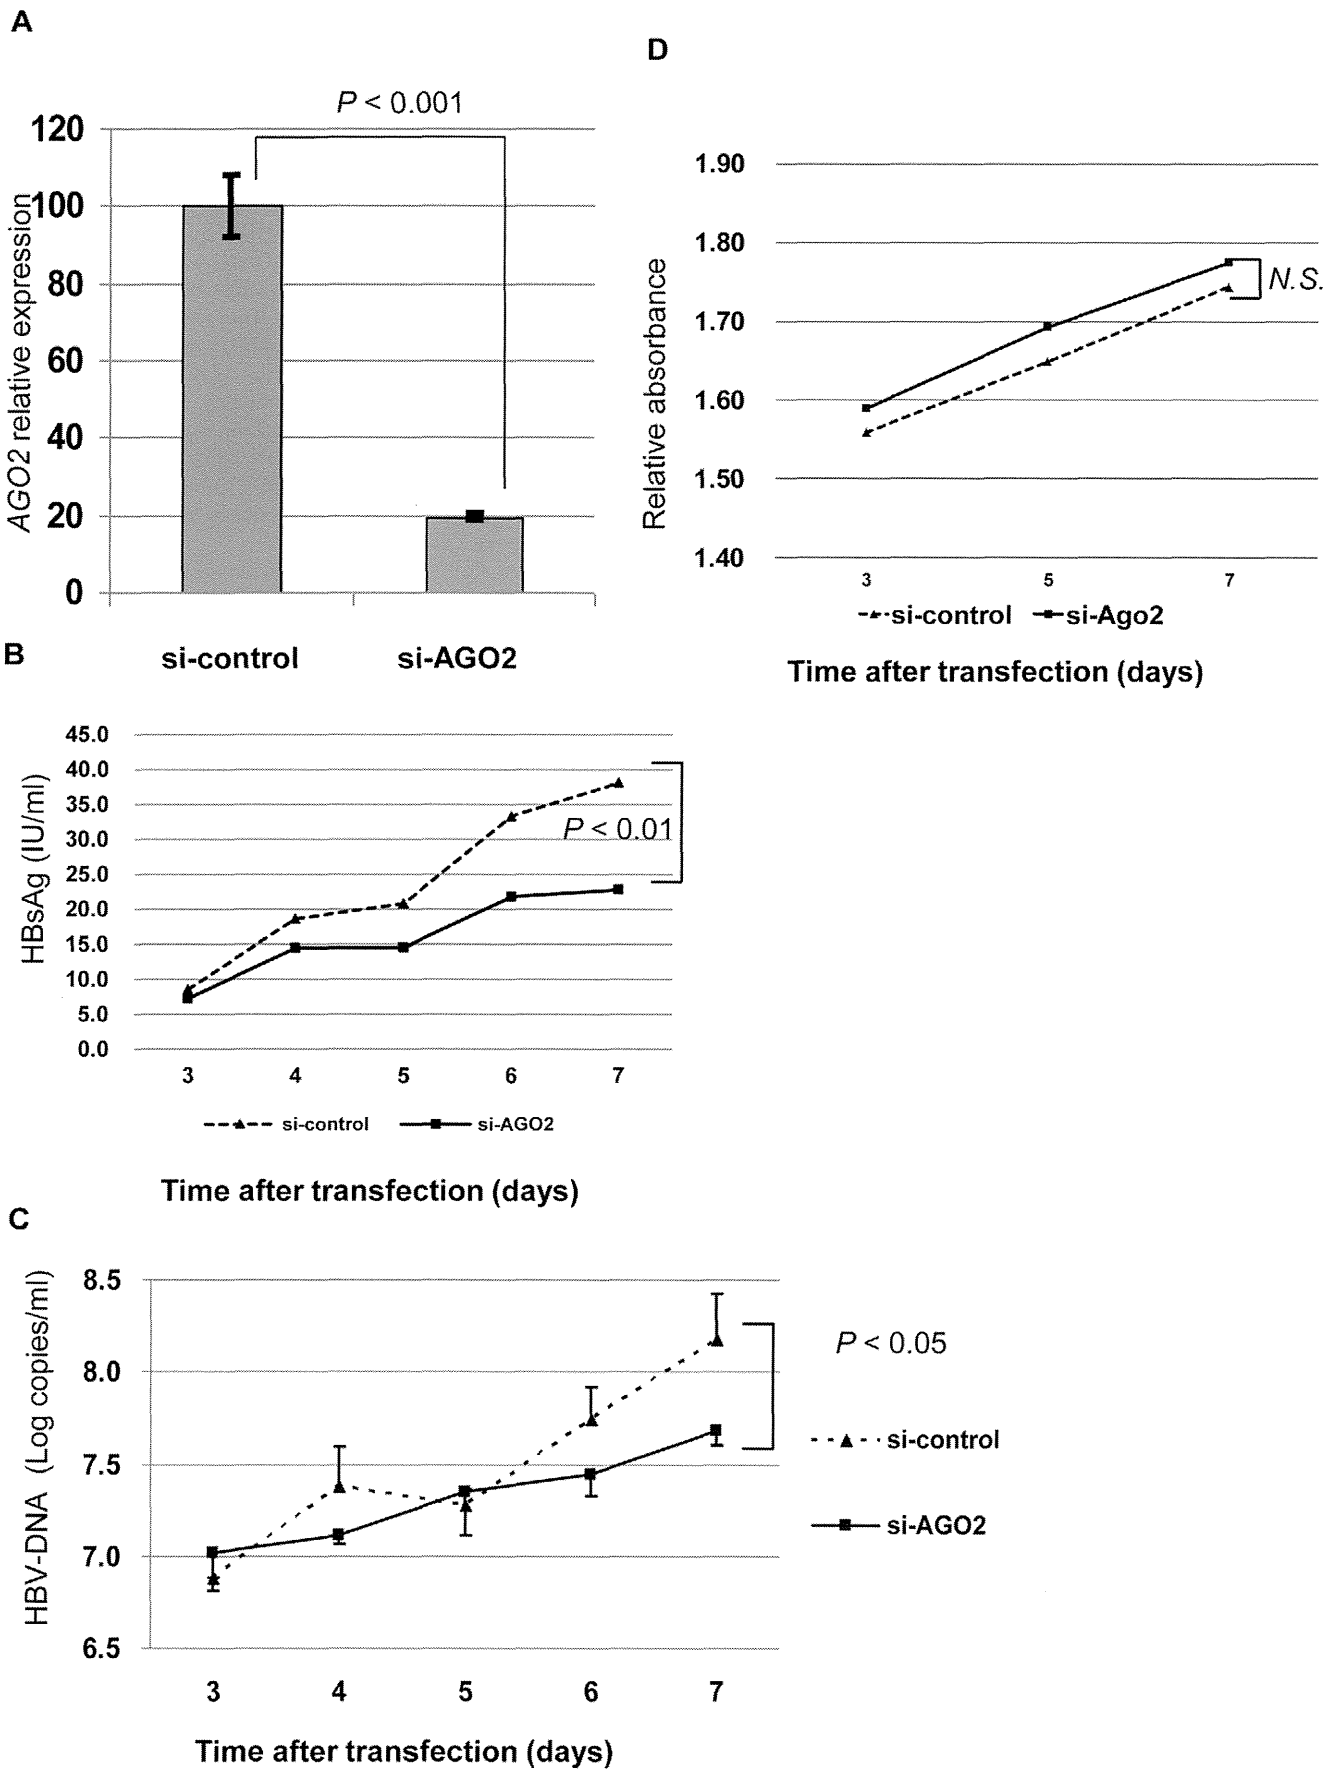 A
P < 0.001
120
100
80
60
40
20
0
AGO2 relative expression
si-control
si-AGO2
D
1.90
1.80
1.70
1.60
1.50
1.40
Relative absorbance
N.S.
3 5 7
si-control si-Ago2
Time after transfection (days)
B
45.0
40.0
35.0
30.0
25.0
20.0
15.0
10.0
5.0
0.0
HBsAg (IU/ml)
P < 0.01
3 4 5 6 7
si-control si-AGO2
Time after transfection (days)
C
8.5
8.0
7.5
7.0
6.5
HBV-DNA (Log copies/ml)
P < 0.05
si-control
si-AGO2
3 4 5 6 7
Time after transfection (days)